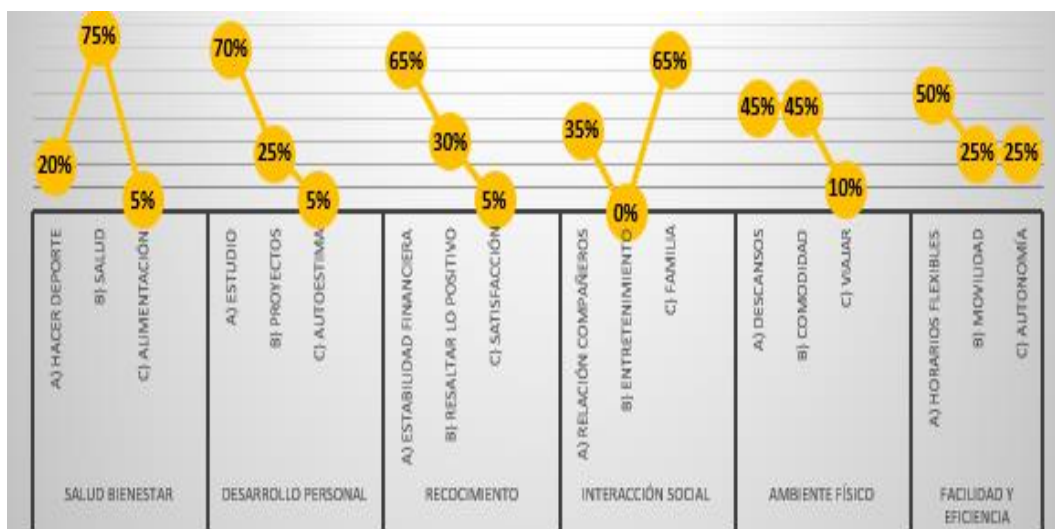 20%
75%
5%
70%
25%
5%
65%
30%
5%
35%
0%
65%
45%
45%
10%
50%
25%
25%
A) HACER DEPORTE
B) SALUD
C) ALIMENTACIÓN
A) ESTUDIO
B) PROYECTOS
C) AUTOESTIMA
A) ESTABILIDAD FINANCIERA
B) RESALTAR LO POSITIVO
C) SATISFACCIÓN
A) RELACIÓN COMPAÑEROS
B) ENTRETENIMIENTO
C) FAMILIA
A) DESCANSOS
B) COMODIDAD
C) VIAJAR
A) HORARIOS FLEXIBLES
B) MOVILIDAD
C) AUTONOMÍA
SALUD BIENESTAR
DESARROLLO PERSONAL
RECOCIMIENTO
INTERACCIÓN SOCIAL
AMBIENTE FÍSICO
FACILIDAD Y
EFICIENCIA